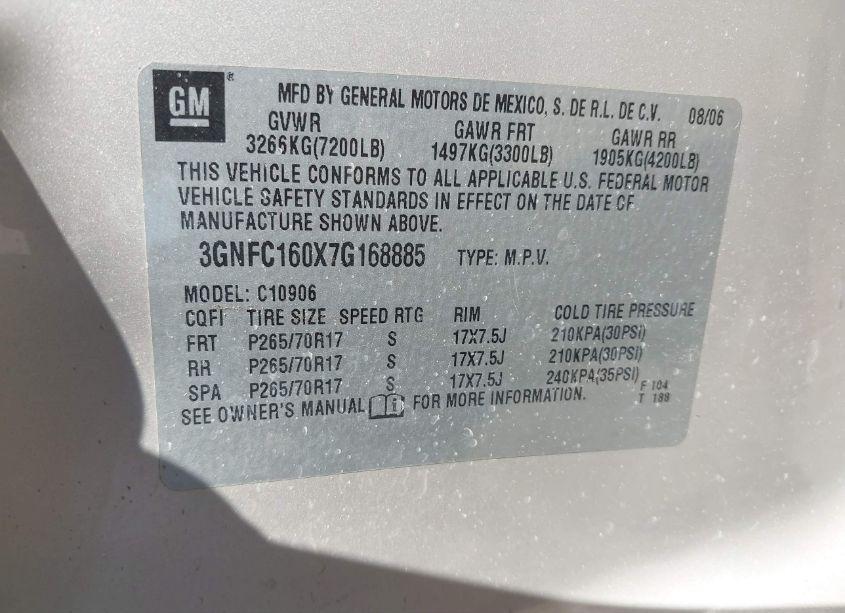 GM®
MFD BY GENERAL MOTORS DE MEXICO, S. DE R.L. DE C.V. 08/06
GVWR GAWR FRT GAWR RR
3266KG(7200LB) 1497KG(3300LB) 1905KG(4200LB)
THIS VEHICLE CONFORMS TO ALL APPLICABLE U.S. FEDERAL MOTOR
VEHICLE SAFETY STANDARDS IN EFFECT ON THE DATE OF
MANUFACTURE SHOWN ABOVE.
3GNFC160X7G168885 TYPE: M.P.V.
MODEL: C10906
CQFI TIRE SIZE SPEED RTG RIM COLD TIRE PRESSURE
FRT P265/70R17 S 17X7.5J 210KPA(30PSI)
RR P265/70R17 S 17X7.5J 210KPA(30PSI)
SPA P265/70R17 S 17X7.5J 240KPA(35PSI)
SEE OWNER'S MANUAL FOR MORE INFORMATION.
F 104
T 188